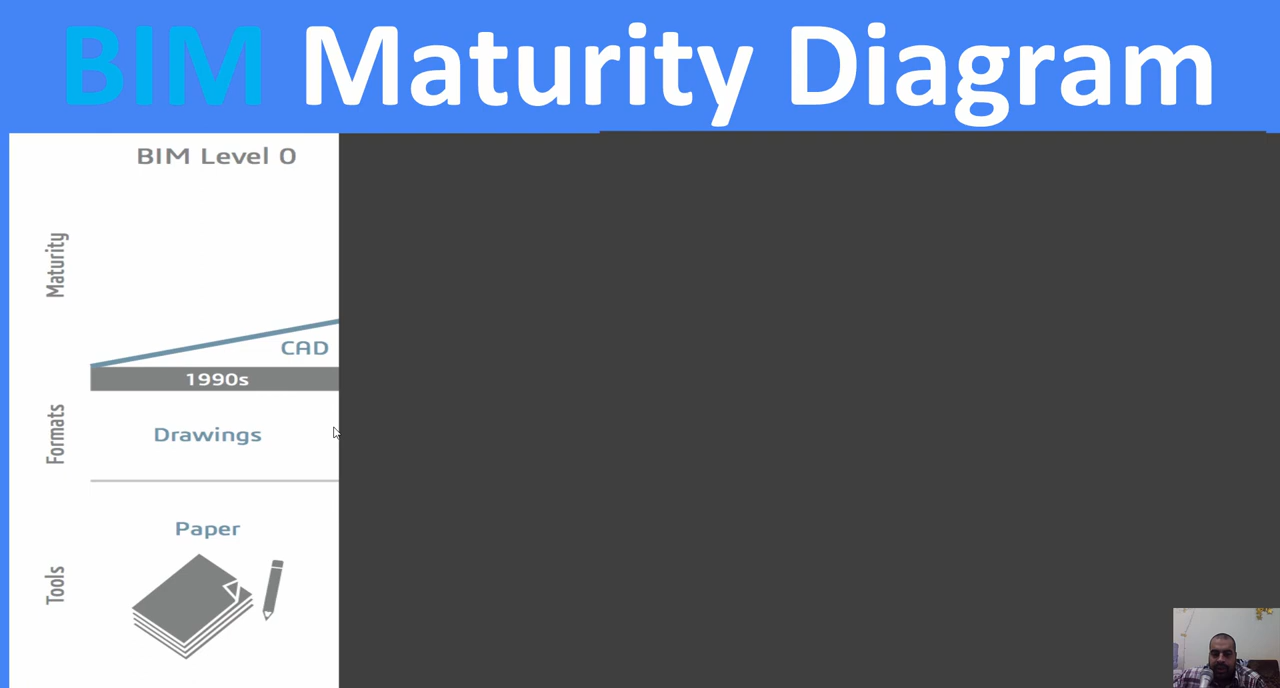 BIM Maturity Diagram
BIM Level 0
Maturity
CAD
1990s
Formats
Drawings
Tools
Paper